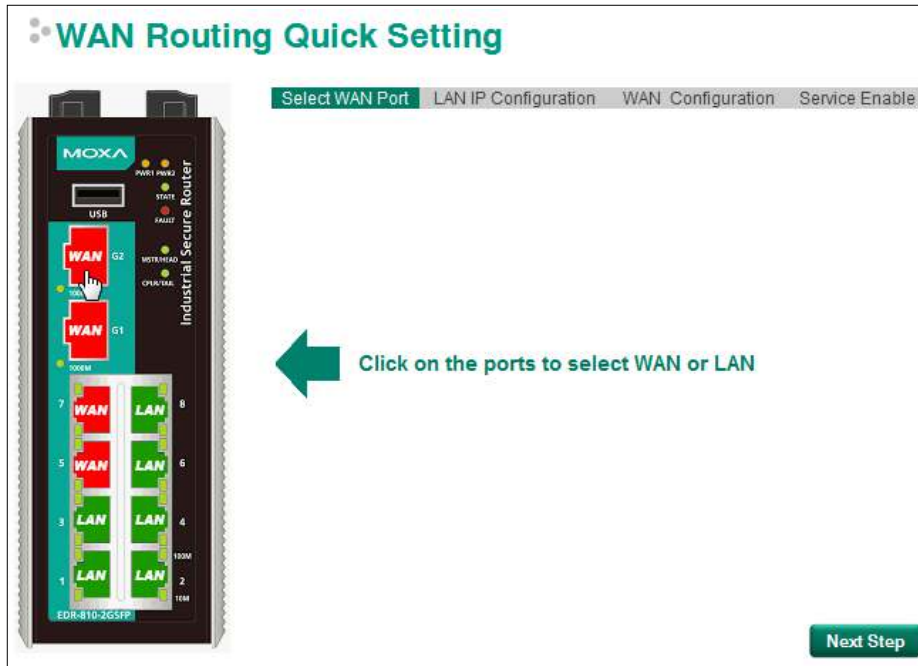 WAN Routing Quick Setting
Select WAN Port LAN IP Configuration WAN Configuration Service Enable
MOXA
PWR1 PWR2
STATE
USB
FAULT
Industrial Secure Router
WAN G2 MSTR/HEAD
CPLR/TAIL
WAN G1
1000M
Click on the ports to select WAN or LAN
7 WAN LAN 8
5 WAN LAN 6
3 LAN LAN 4
100M
1 LAN LAN 2
10M
EDR-810-2GSFP
Next Step